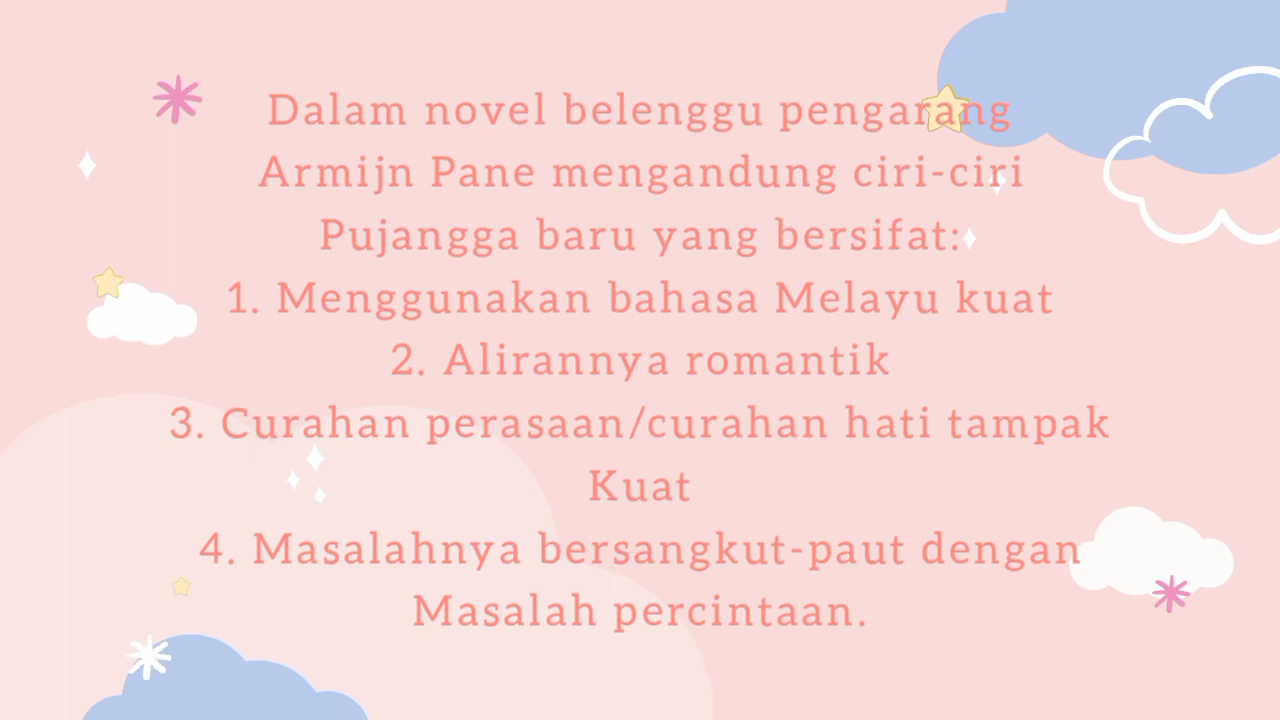 Dalam novel belenggu pengarang
Armijn Pane mengandung ciri-ciri
Pujangga baru yang bersifat:
1. Menggunakan bahasa Melayu kuat
2. Alirannya romantik
3. Curahan perasaan/curahan hati tampak
Kuat
4. Masalahnya bersangkut-paut dengan
Masalah percintaan.